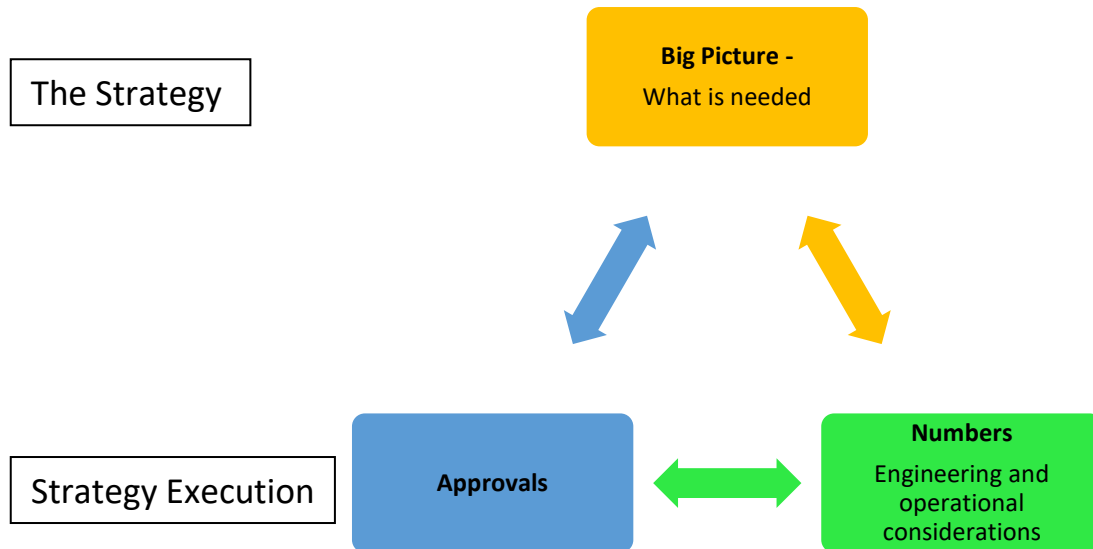 The Strategy
Big Picture -
What is needed
Strategy Execution
Approvals
Numbers
Engineering and
operational
considerations